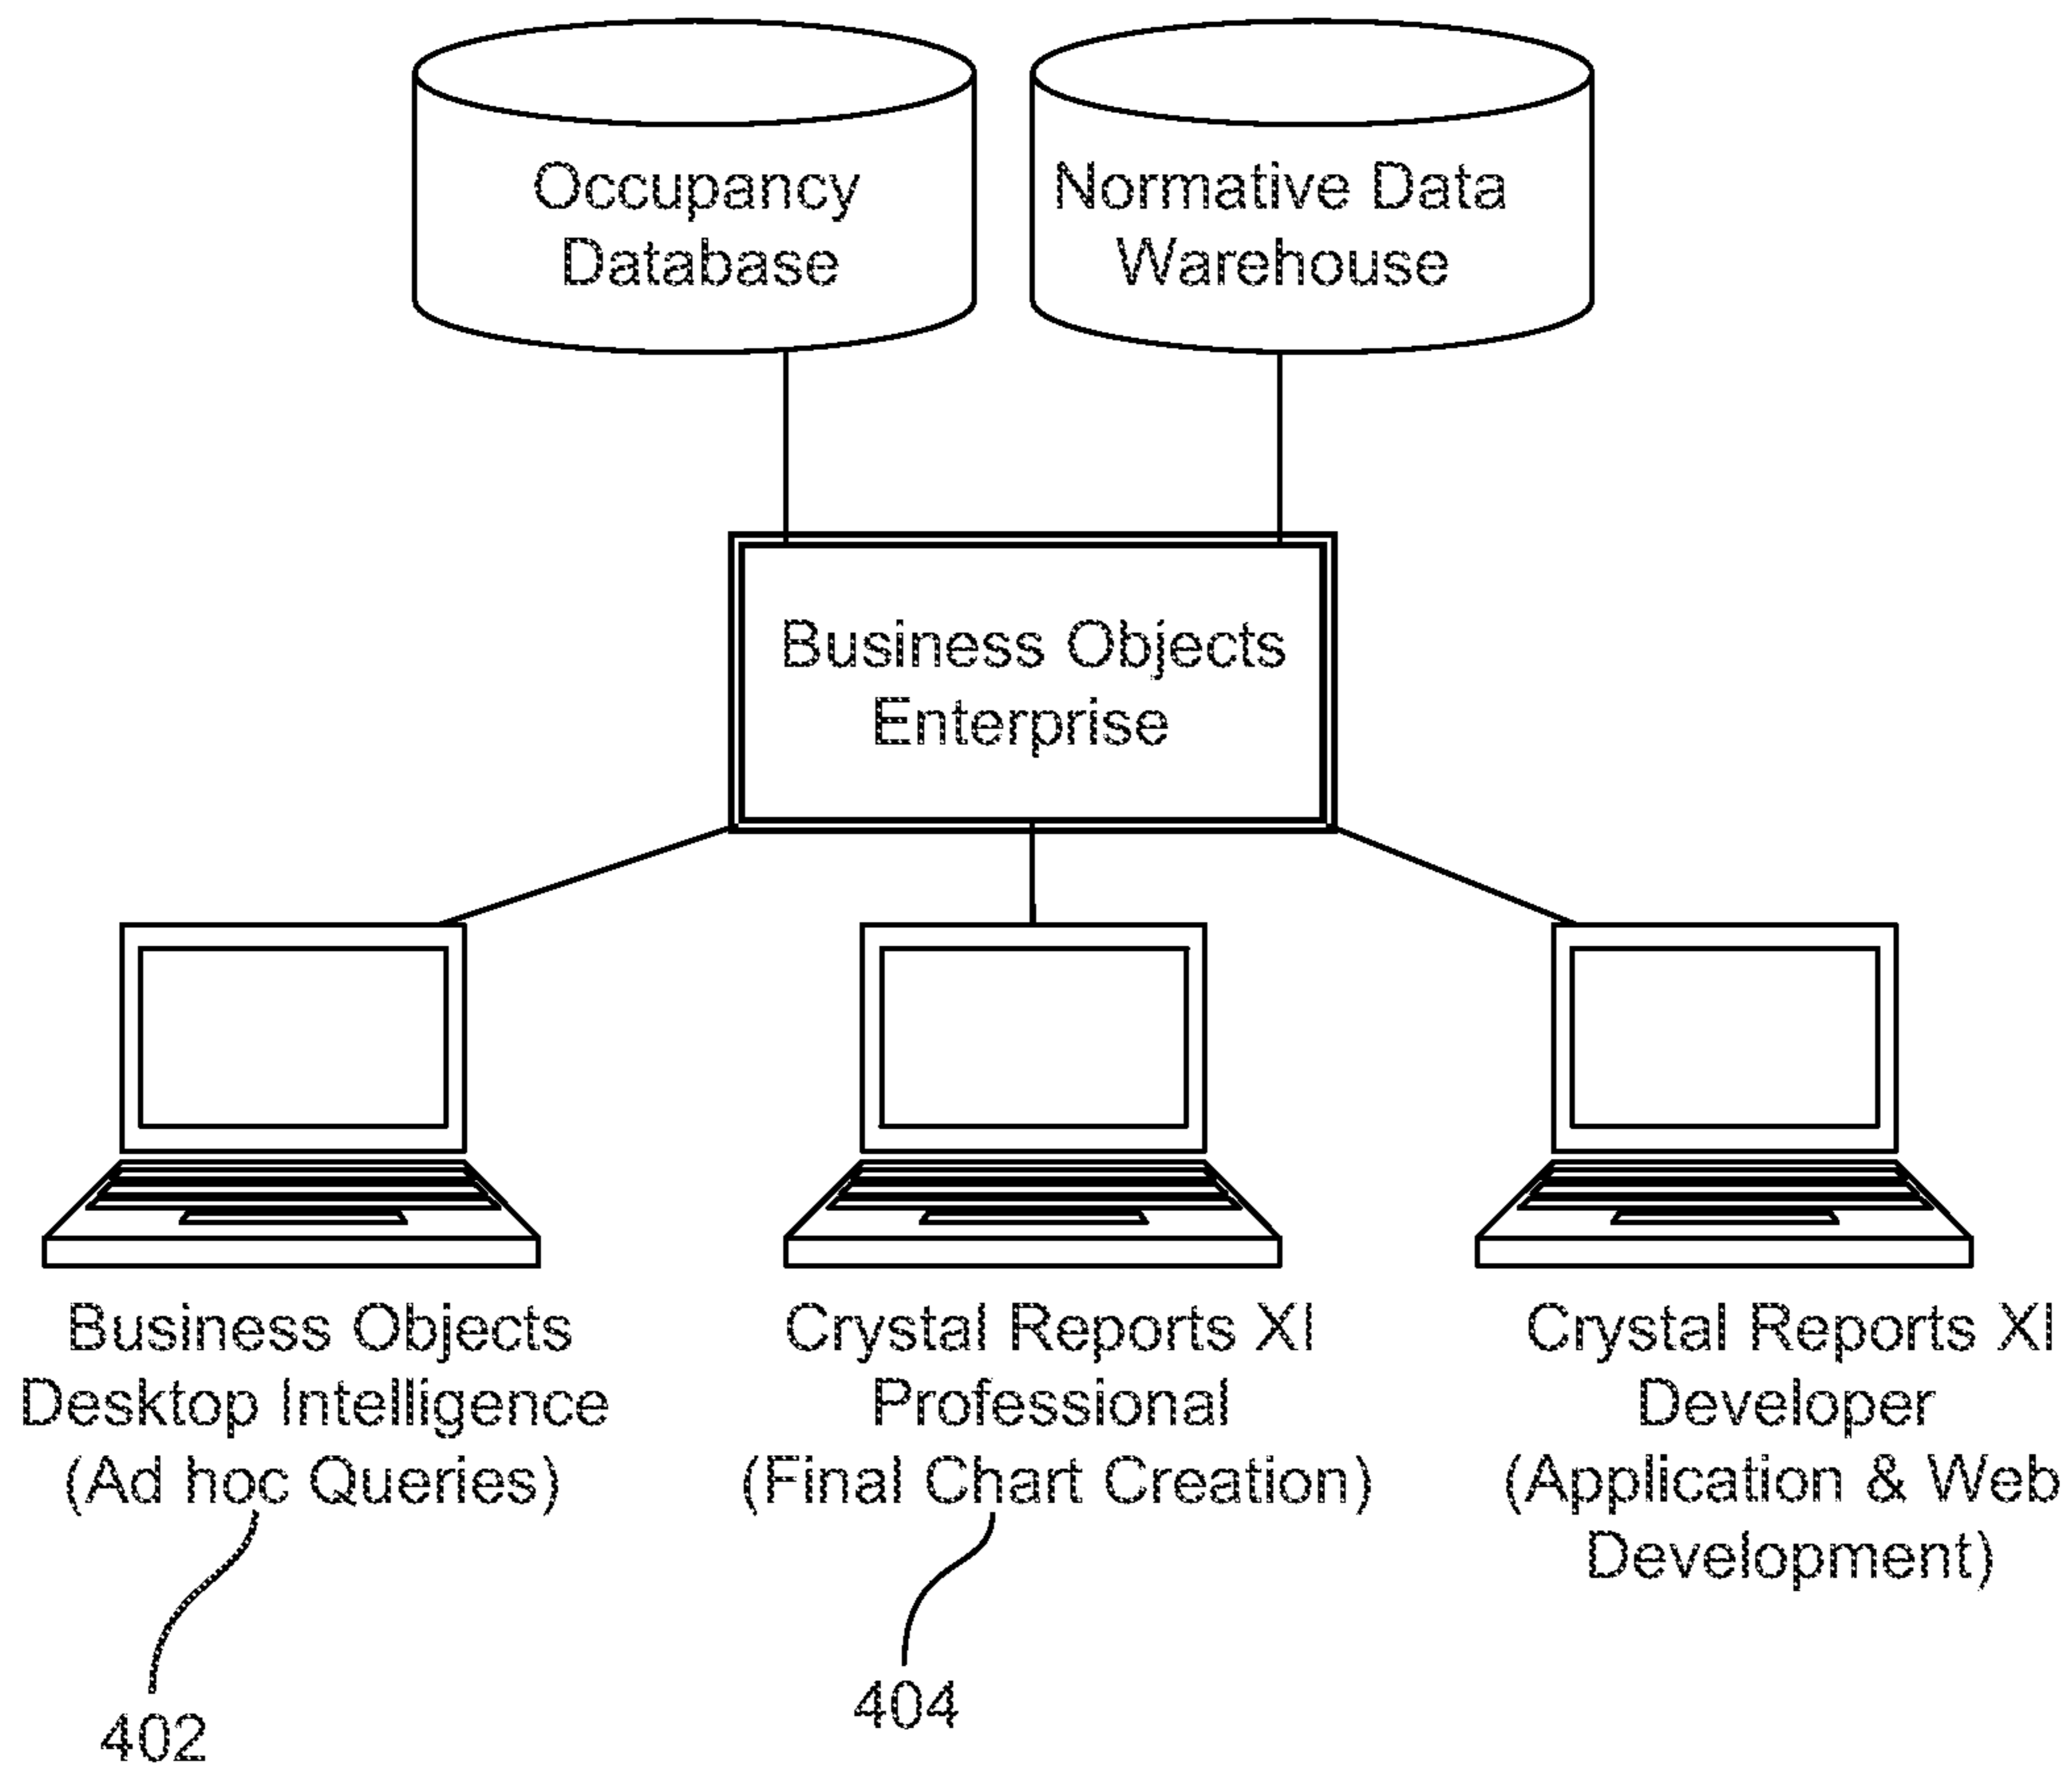 Occupancy
Database
Normative Data
Warehouse
Business Objects
Enterprise
Business Objects
Desktop Intelligence
(Ad hoc Queries)
402
Crystal Reports XI
Professional
(Final Chart Creation)
404
Crystal Reports XI
Developer
(Application & Web
Development)